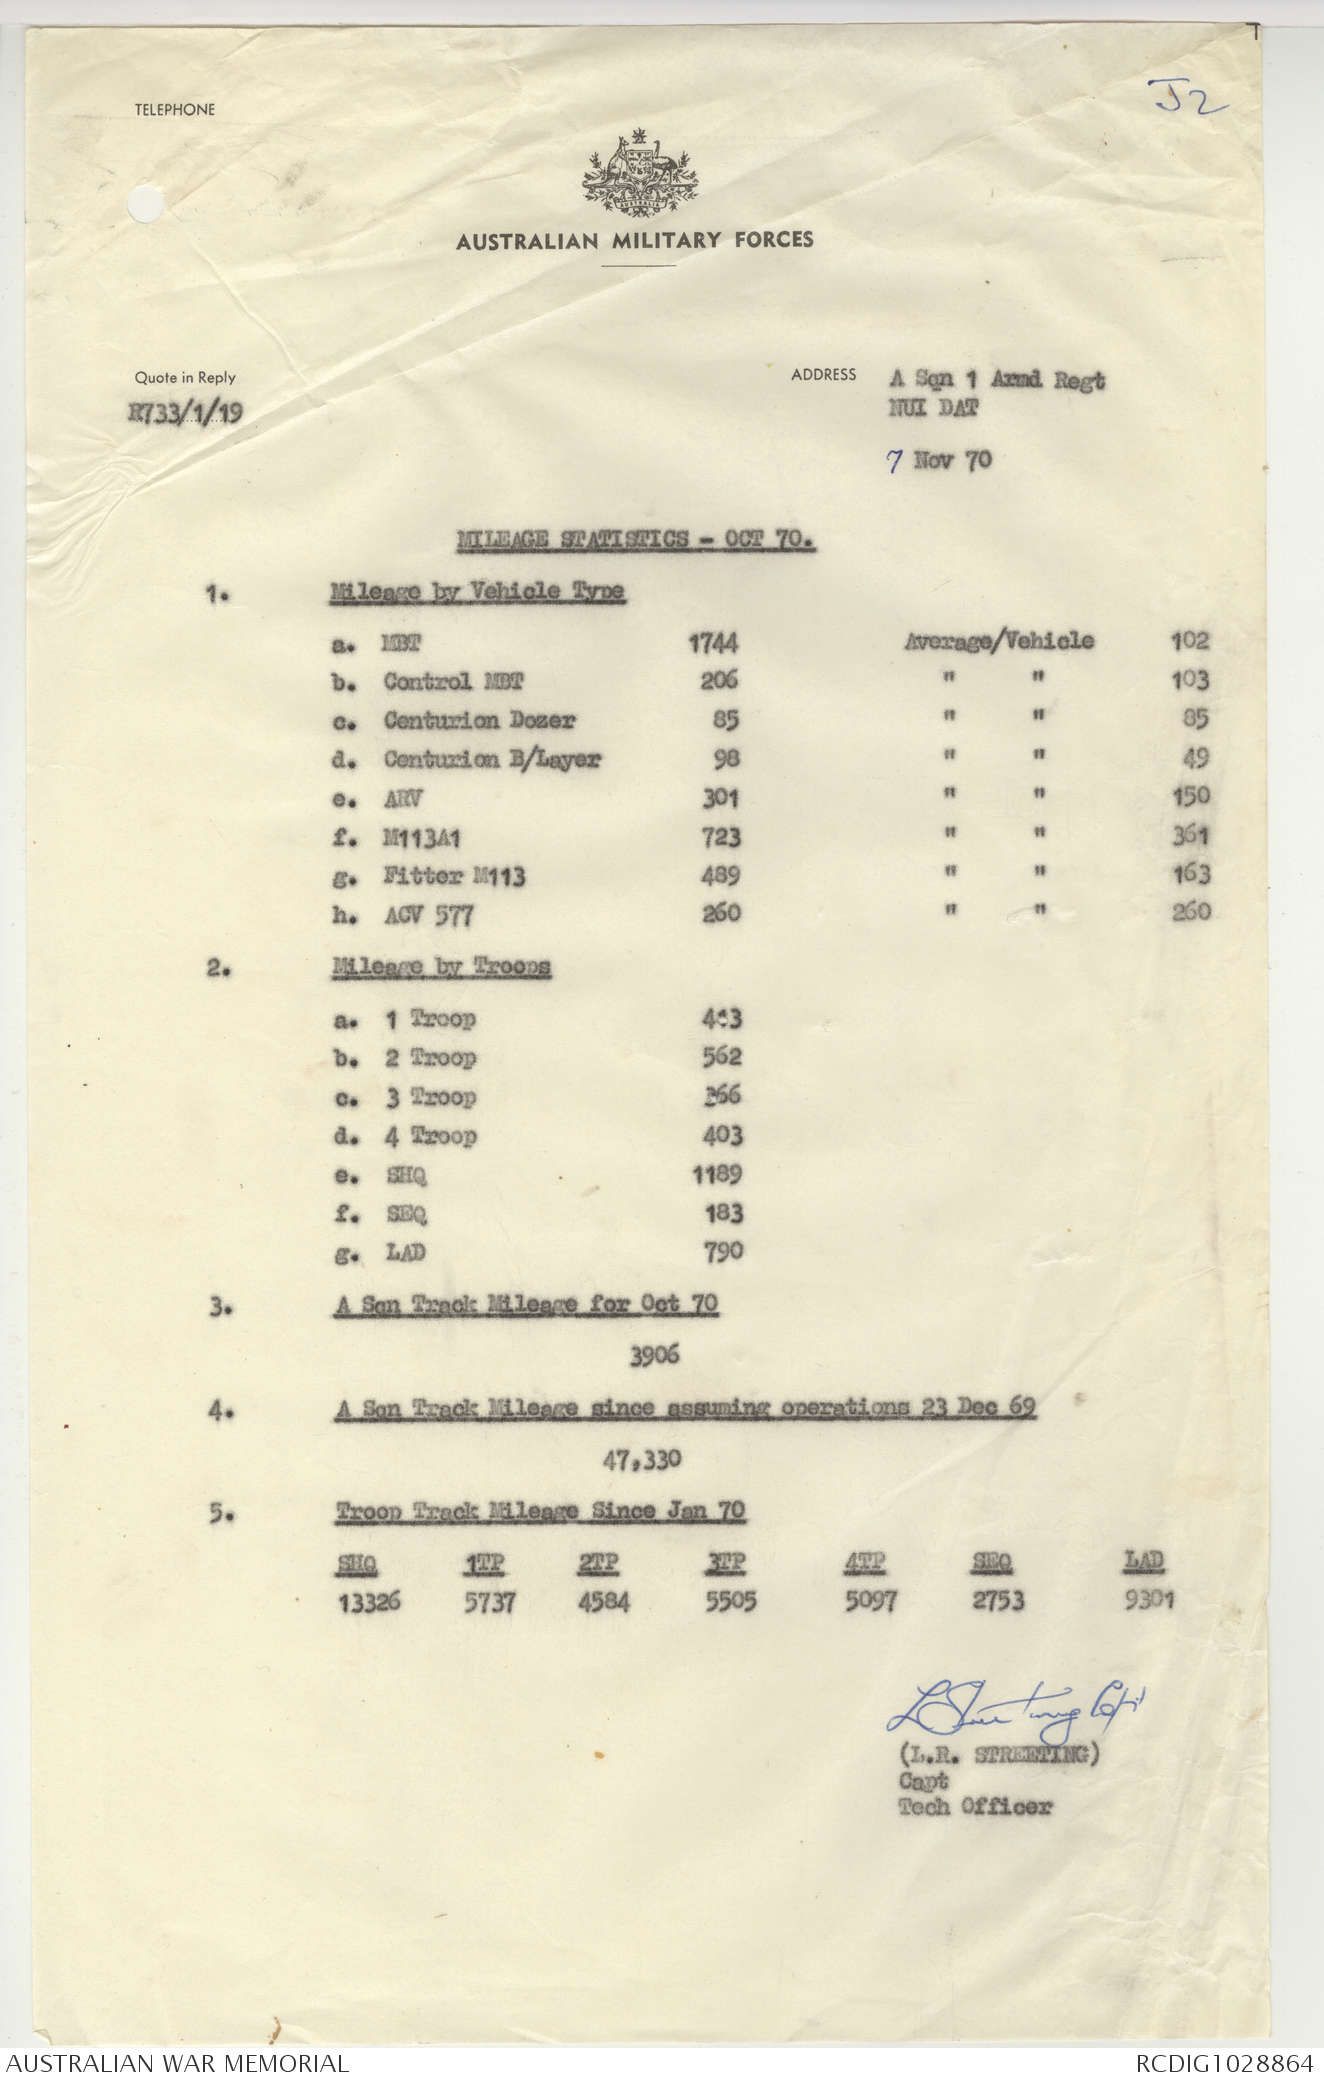 TELEPHONE
J2
AUSTRALIA
AUSTRALIAN MILITARY FORCES
Quote in Reply
R733/1/19
ADDRESS A Sqn 1 Armd Regt
NUI DAT
7 Nov 70
MILEAGE STATISTICS - OCT 70.
1. Mileage by Vehicle Type
a. MBT 1744 Average/Vehicle 102
b. Control MBT 206 " " 103
c. Centurion Dozer 85 " " 85
d. Centurion B/Layer 98 " " 49
e. ARV 301 " " 150
f. M113A1 723 " " 361
g. Fitter M113 489 " " 163
h. ACV 577 260 " " 260
2. Mileage by Troops
a. 1 Troop 413
b. 2 Troop 562
c. 3 Troop 366
d. 4 Troop 403
e. SHQ 1189
f. SEQ 183
g. LAD 790
3. A Sqn Track Mileage for Oct 70
3906
4. A Sqn Track Mileage since assuming operations 23 Dec 69
47,330
5. Troop Track Mileage Since Jan 70
SHQ 1TP 2TP 3TP 4TP SEQ LAD
13326 5737 4584 5505 5097 2753 9301
L Streeting Capt
(L.R. STREETING)
Capt
Tech Officer
AUSTRALIAN WAR MEMORIAL
RCDIG1028864